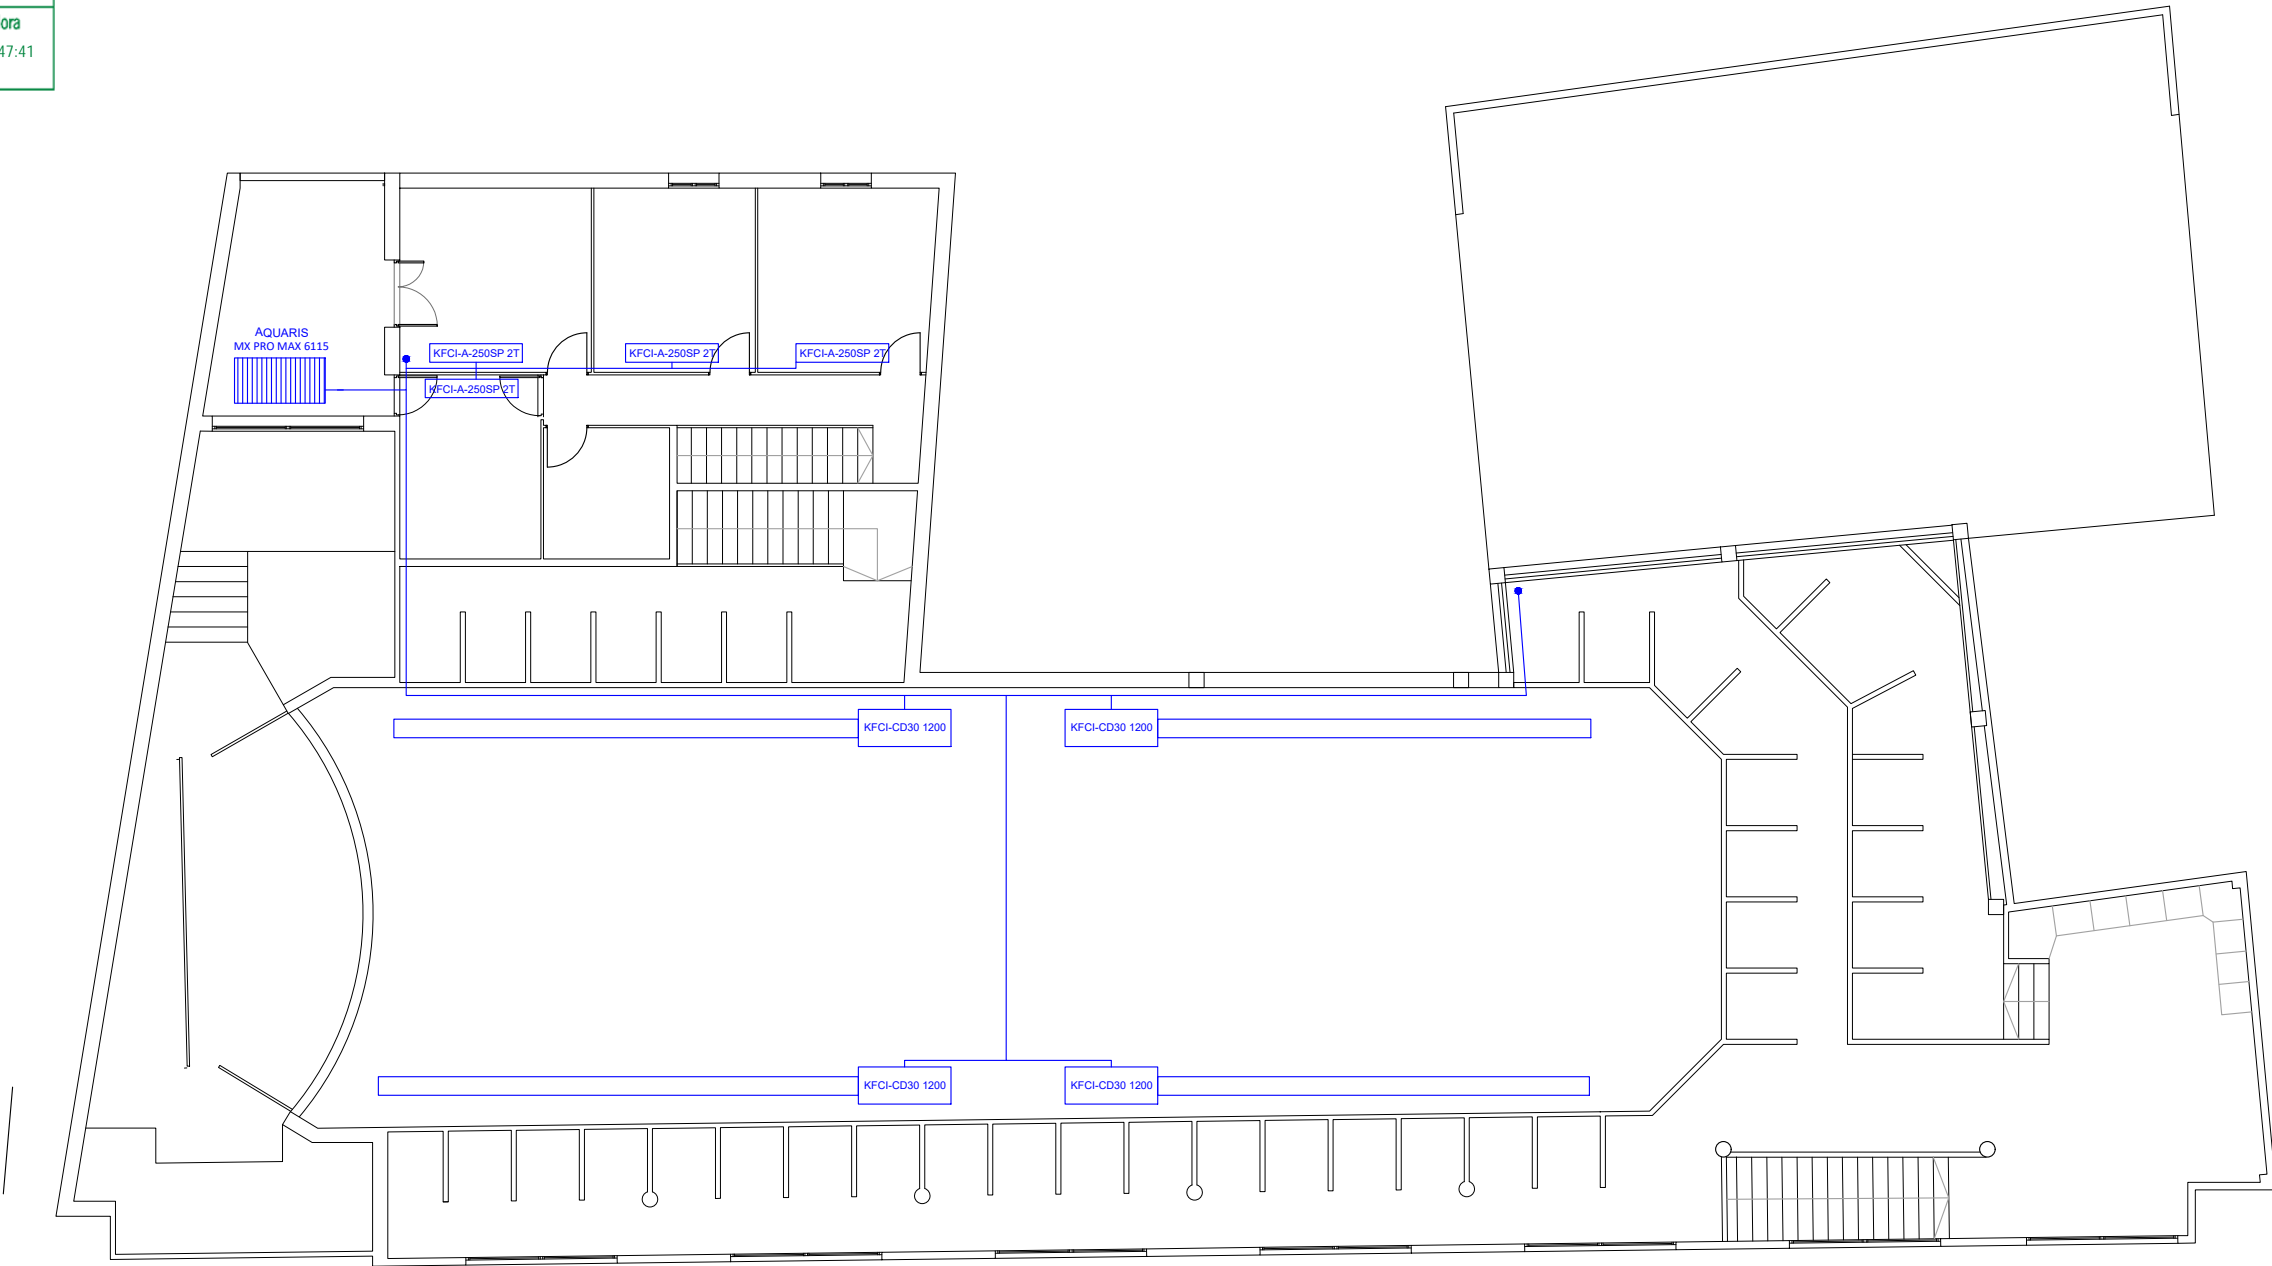 ora
47:41
AQUARIS
MX PRO MAX 6115
KFCI-A-250SP 2T
KFCI-A-250SP 2T
KFCI-A-250SP 2T
KFCI-A-250SP 2T
KFCI-CD30 1200
KFCI-CD30 1200
KFCI-CD30 1200
KFCI-CD30 1200